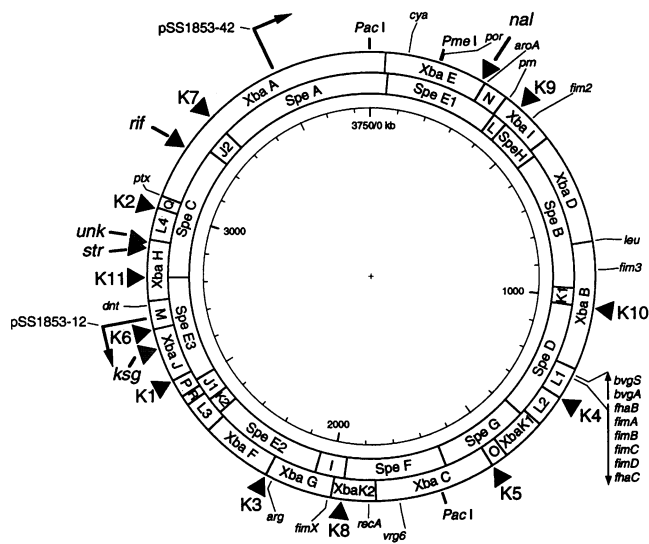 pSS1853-42
Pac I
cya
Pme I
por
nal
aroA
prn
K9
fim2
Xba A
Xba E
N
Xba I
K7
Spe A
Spe E1
L
SpeH
3750/0 kb
rif
J2
Xba D
ptx
Q
K2
L4
Spe C
Spe B
3000
unk
str
leu
Xba H
fim3
K11
1000
K1
Xba B
K10
dnt
M
pSS1853-12
K6
Spe E3
Spe D
Xba J
ksg
K1
P
R
J1
K2
L3
L1
L2
K4
bvgS
bvgA
fhaB
fimA
fimB
fimC
fimD
fhaC
2000
Spe E2
Spe G
XbaK1
O
K5
Xba F
I
Spe F
Xba G
XbaK2
Xba C
K3
arg
fimX
K8
recA
vrg6
Pac I